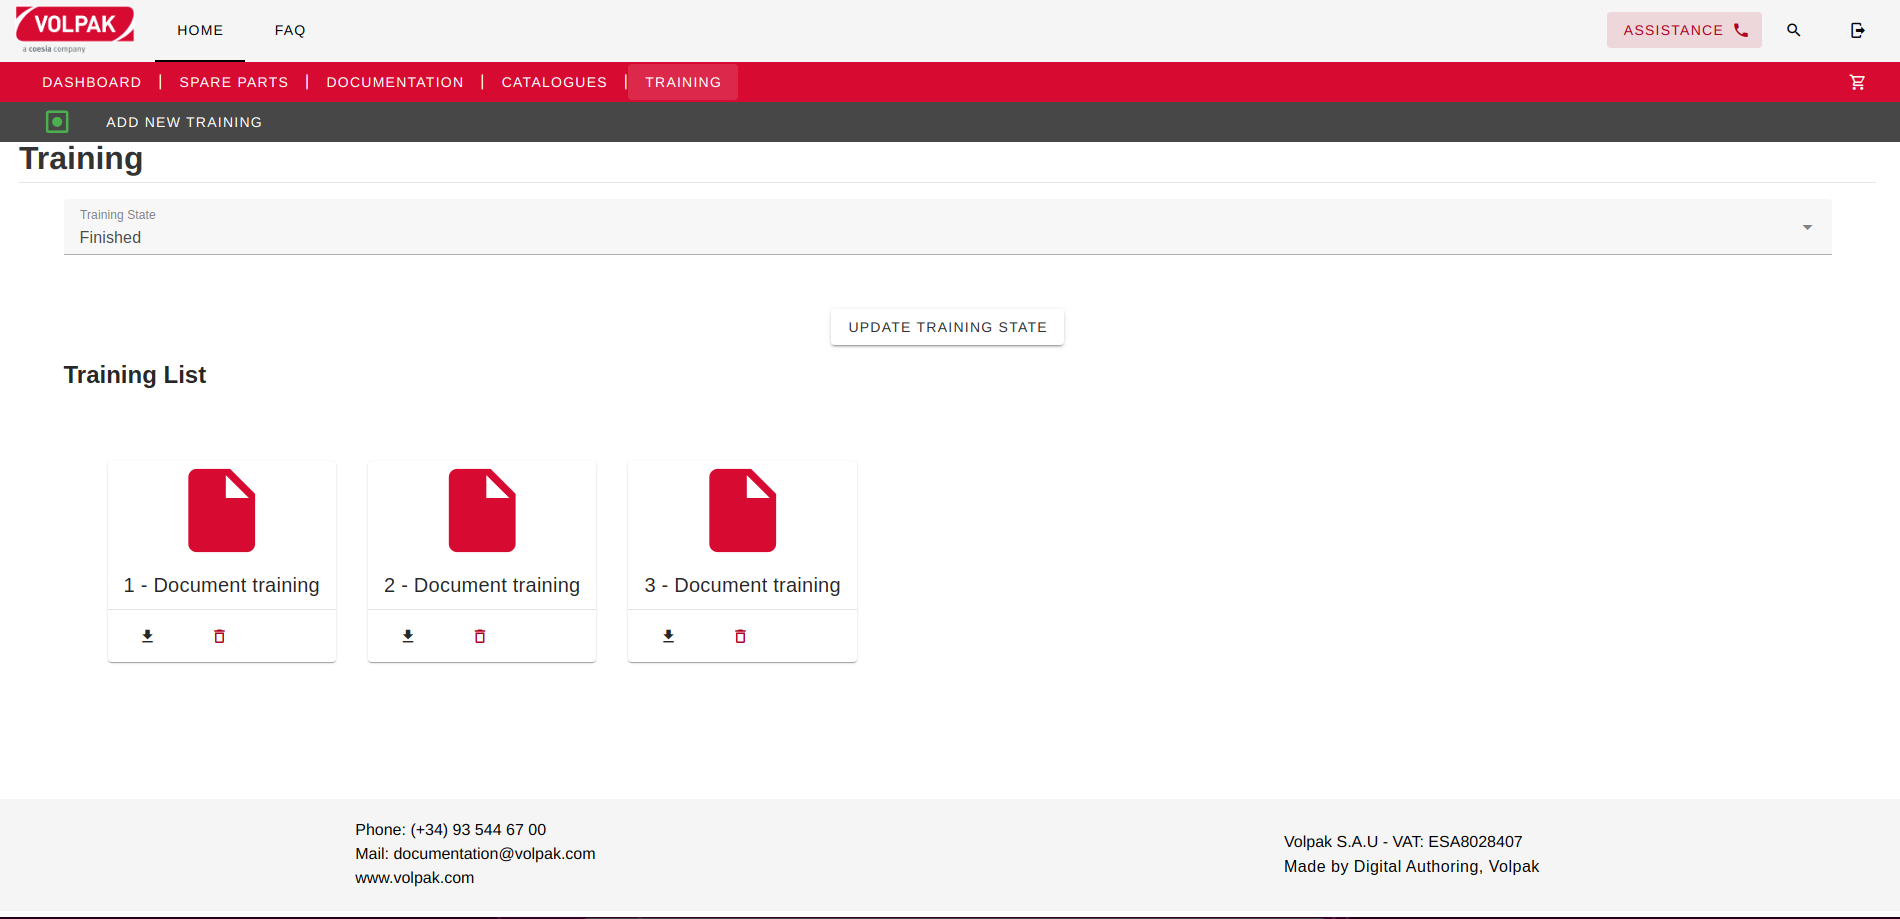 VOLPAK
a coesia company
HOME
FAQ
ASSISTANCE
DASHBOARD | SPARE PARTS | DOCUMENTATION | CATALOGUES | TRAINING
ADD NEW TRAINING
Training
Training State
Finished
UPDATE TRAINING STATE
Training List
1 - Document training
2 - Document training
3 - Document training
Phone: (+34) 93 544 67 00
Mail: documentation@volpak.com
www.volpak.com
Volpak S.A.U - VAT: ESA8028407
Made by Digital Authoring, Volpak